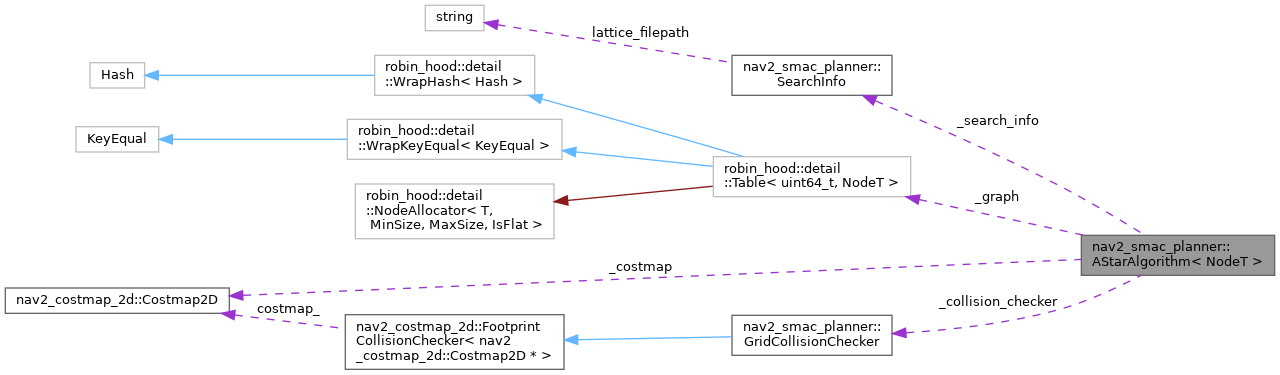 string
lattice_filepath
nav2_smac_planner::
SearchInfo
robin_hood::detail
::WrapHash< Hash >
Hash
_search_info
KeyEqual
robin_hood::detail
::WrapKeyEqual< KeyEqual >
robin_hood::detail
::Table< uint64_t, NodeT >
robin_hood::detail
::NodeAllocator< T,
MinSize, MaxSize, IsFlat >
_graph
nav2_smac_planner::
AStarAlgorithm< NodeT >
_costmap
nav2_costmap_2d::Costmap2D
costmap_
_collision_checker
nav2_costmap_2d::Footprint
CollisionChecker< nav2
_costmap_2d::Costmap2D * >
nav2_smac_planner::
GridCollisionChecker